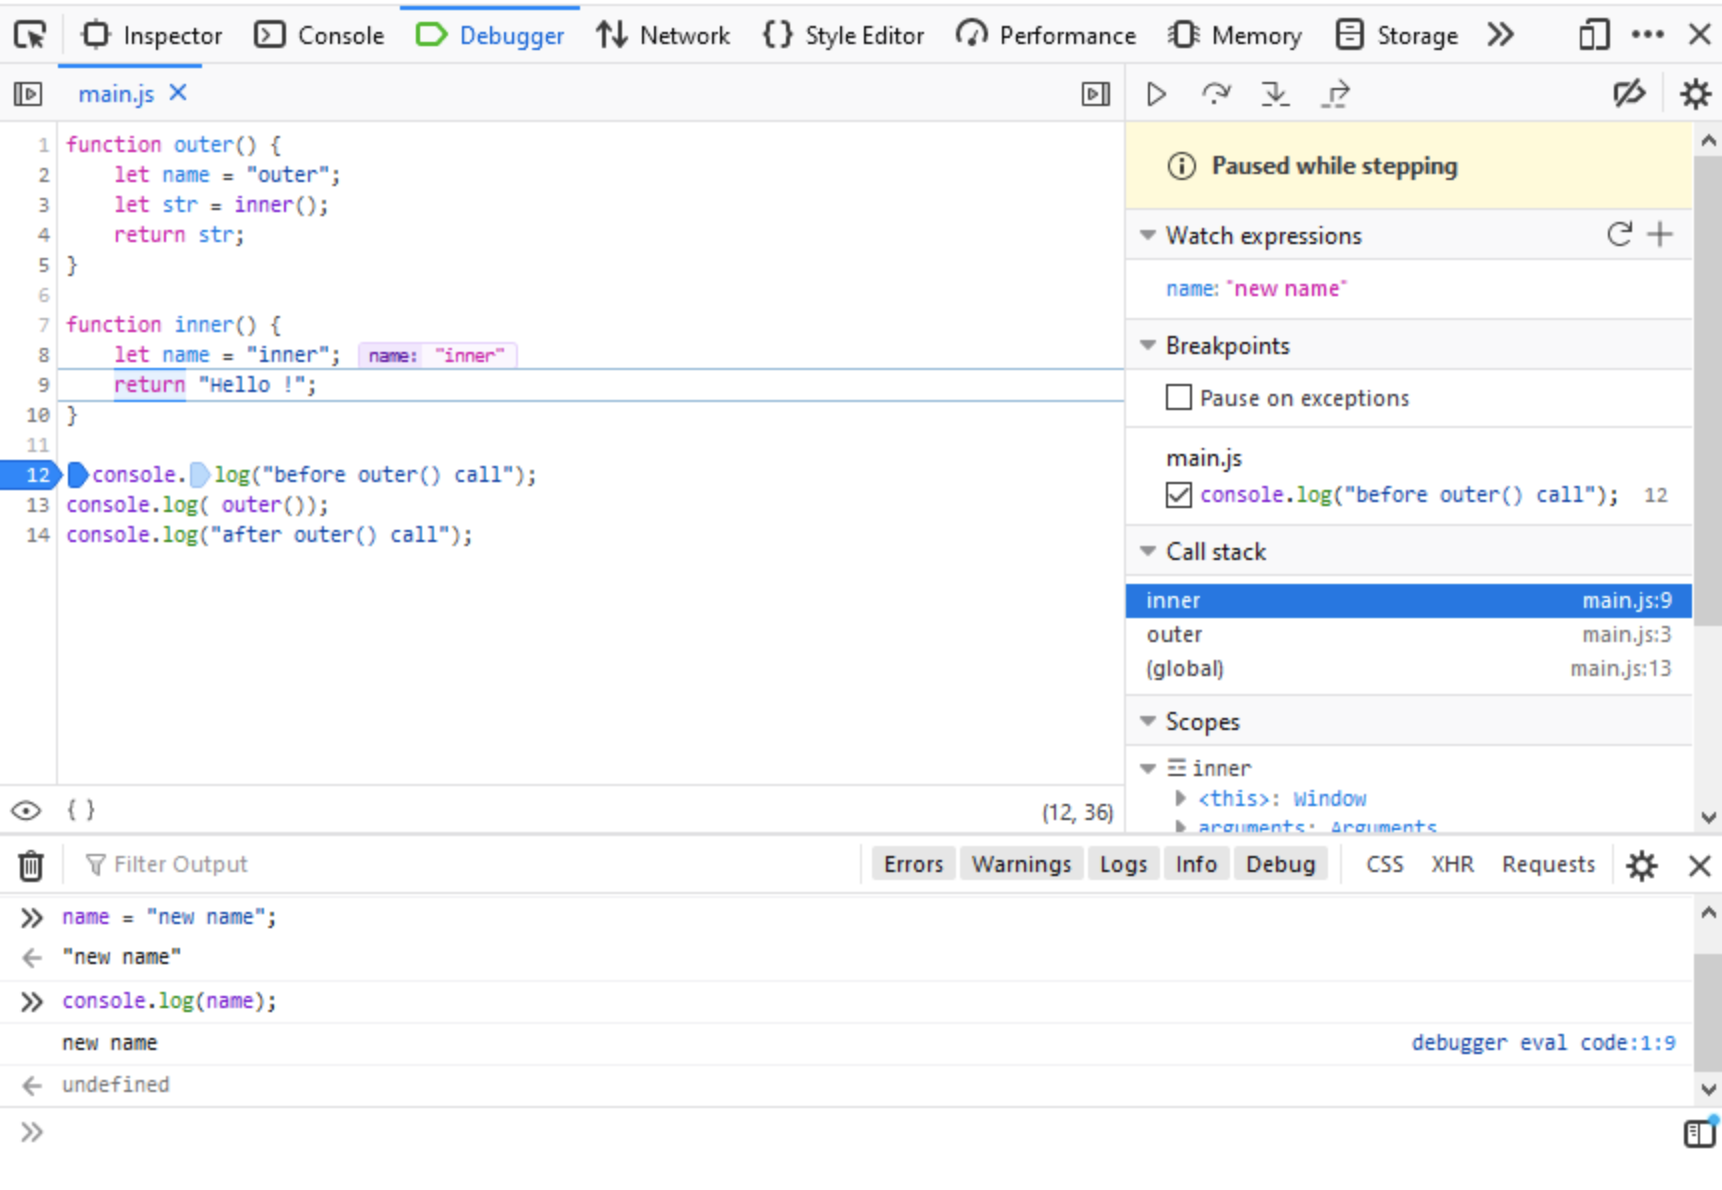 Inspector Console Debugger Network Style Editor Performance Memory Storage
main.js
1 function outer() {
2 let name = "outer";
3 let str = inner();
4 return str;
5 }
6
7 function inner() {
8 let name = "inner"; name: "inner"
9 return "Hello !";
10 }
11
12 console.log("before outer() call");
13 console.log( outer());
14 console.log("after outer() call");
{ } (12, 36)
Paused while stepping
Watch expressions
name: "new name"
Breakpoints
Pause on exceptions
main.js
console.log("before outer() call"); 12
Call stack
inner main.js:9
outer main.js:3
(global) main.js:13
Scopes
inner
<this>: Window
arguments: Arguments
Filter Output Errors Warnings Logs Info Debug CSS XHR Requests
name = "new name";
"new name"
console.log(name);
new name debugger eval code:1:9
undefined